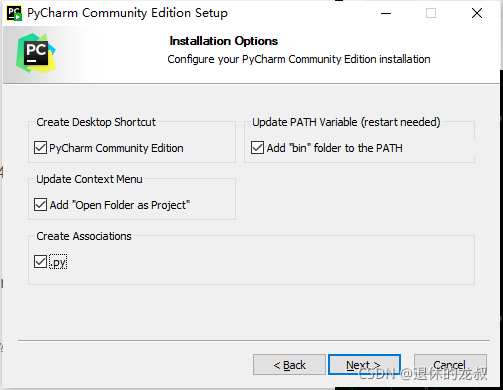 PyCharm Community Edition Setup
PC
Installation Options
Configure your PyCharm Community Edition installation
Create Desktop Shortcut
PyCharm Community Edition
Update PATH Variable (restart needed)
Add "bin" folder to the PATH
Update Context Menu
Add "Open Folder as Project"
Create Associations
.py
< Back
Next >
Cancel
CSDN @退休的龙叔